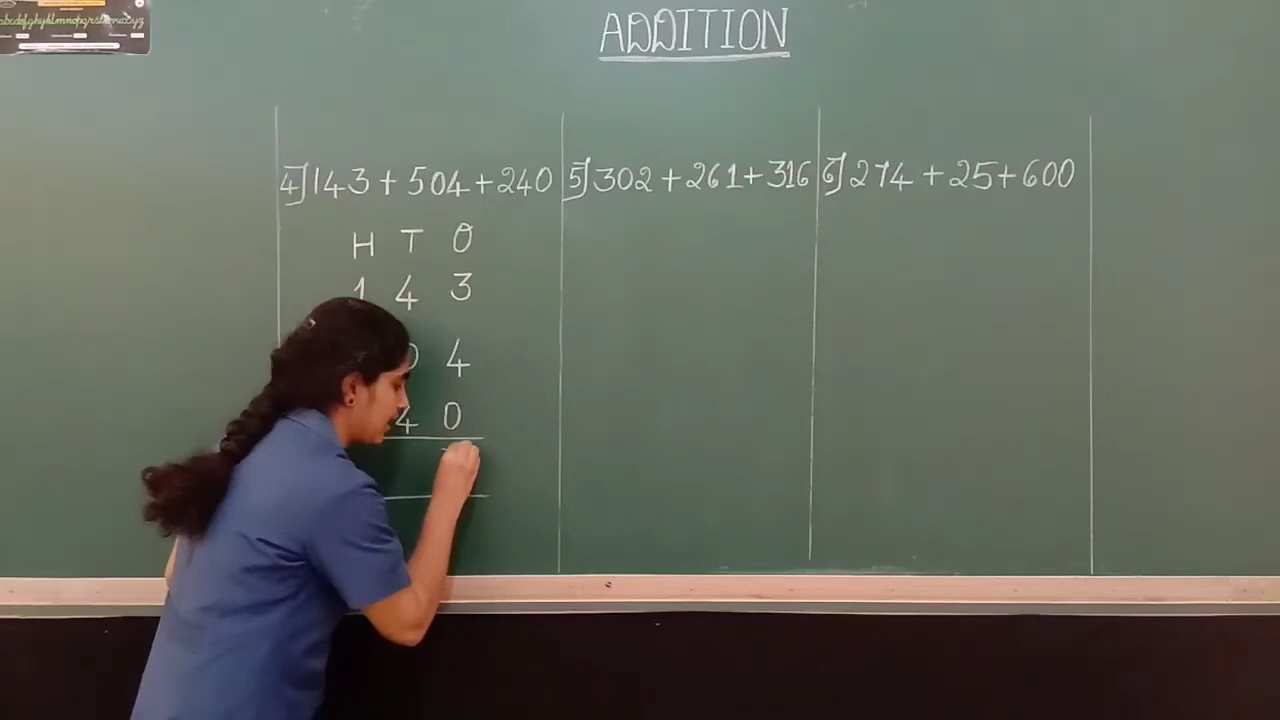 ADDITION
4] 143 + 504 + 240
5] 302 + 261 + 316
6] 274 + 25 + 600
H T O
1 4 3
0 4
4 0